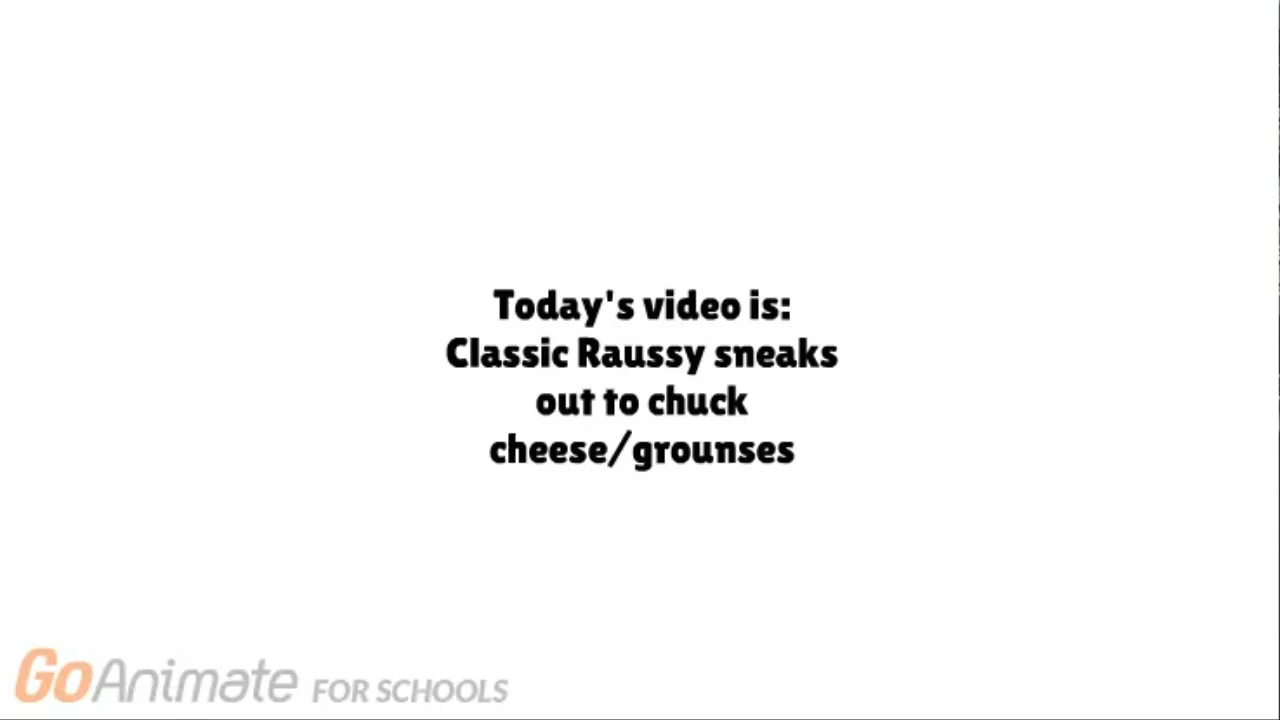 Today's video is:
Classic Raussy sneaks
out to chuck
cheese/grounses
GoAnimate FOR SCHOOLS